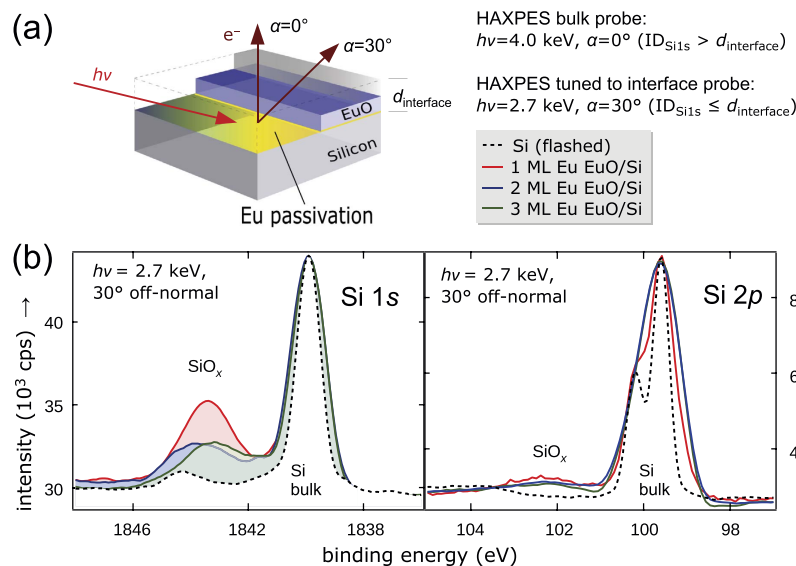 (a)
e⁻
α=0°
α=30°
hν
d_interface
EuO
Silicon
Eu passivation
HAXPES bulk probe:
hν=4.0 keV, α=0° (ID_Si1s > d_interface)
HAXPES tuned to interface probe:
hν=2.7 keV, α=30° (ID_Si1s ≤ d_interface)
Si (flashed)
1 ML Eu EuO/Si
2 ML Eu EuO/Si
3 ML Eu EuO/Si
(b)
hν = 2.7 keV,
30° off-normal
Si 1s
SiOₓ
Si
bulk
40
35
30
intensity (10³ cps) →
1846
1842
1838
hν = 2.7 keV,
30° off-normal
Si 2p
SiOₓ
Si
bulk
8
6
4
104
102
100
98
binding energy (eV)